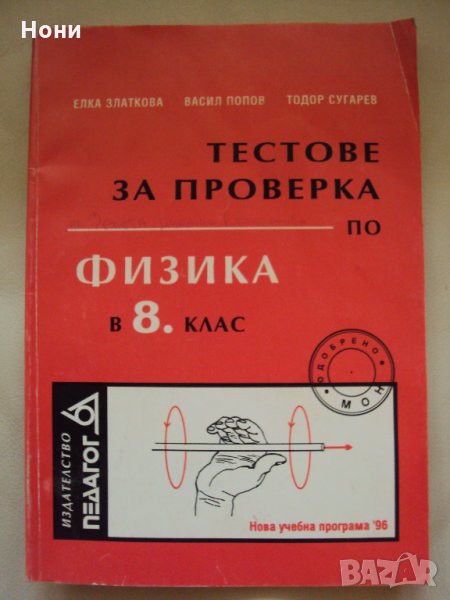 Нони
ЕЛКА ЗЛАТКОВА ВАСИЛ ПОПОВ ТОДОР СУГАРЕВ
ТЕСТОВЕ
ЗА ПРОВЕРКА
ПО
ФИЗИКА
В 8. КЛАС
ОДОБРЕНО
МОН
ИЗДАТЕЛСТВО
ПЕДАГОГ
Нова учебна програма '96
BAZAR